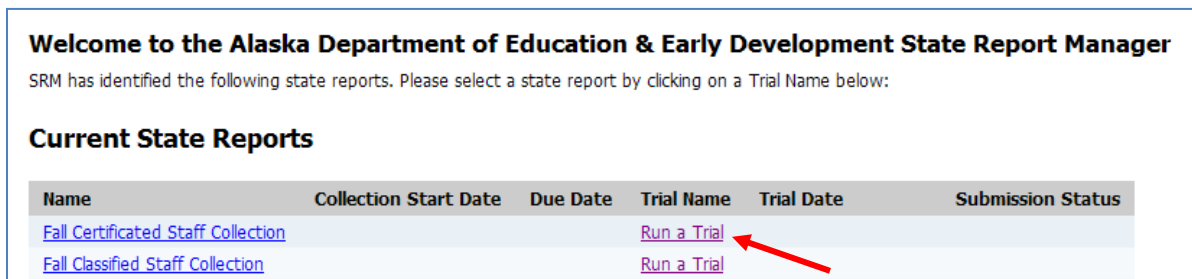 Welcome to the Alaska Department of Education & Early Development State Report Manager
SRM has identified the following state reports. Please select a state report by clicking on a Trial Name below:
Current State Reports
Name Collection Start Date Due Date Trial Name Trial Date Submission Status
Fall Certificated Staff Collection Run a Trial
Fall Classified Staff Collection Run a Trial